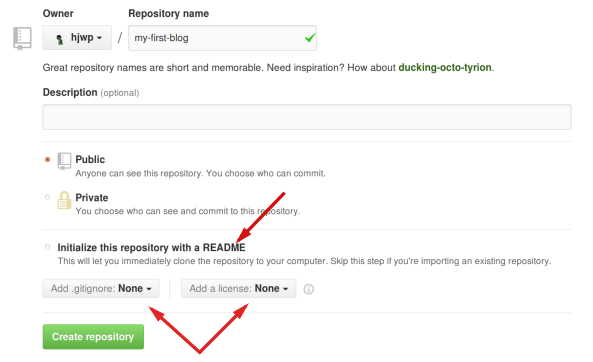 Owner Repository name
hjwp / my-first-blog
Great repository names are short and memorable. Need inspiration? How about ducking-octo-tyrion.
Description (optional)
Public
Anyone can see this repository. You choose who can commit.
Private
You choose who can see and commit to this repository.
Initialize this repository with a README
This will let you immediately clone the repository to your computer. Skip this step if you're importing an existing repository.
Add .gitignore: None Add a license: None
Create repository